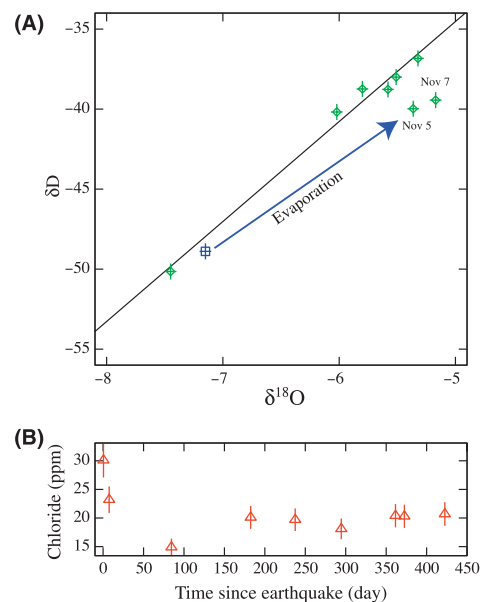 (A)
−35
−40
−45
−50
−55
δD
Nov 7
Nov 5
Evaporation
−8 −7 −6 −5
δ18O
(B)
30
25
20
15
Chloride (ppm)
0 50 100 150 200 250 300 350 400 450
Time since earthquake (day)